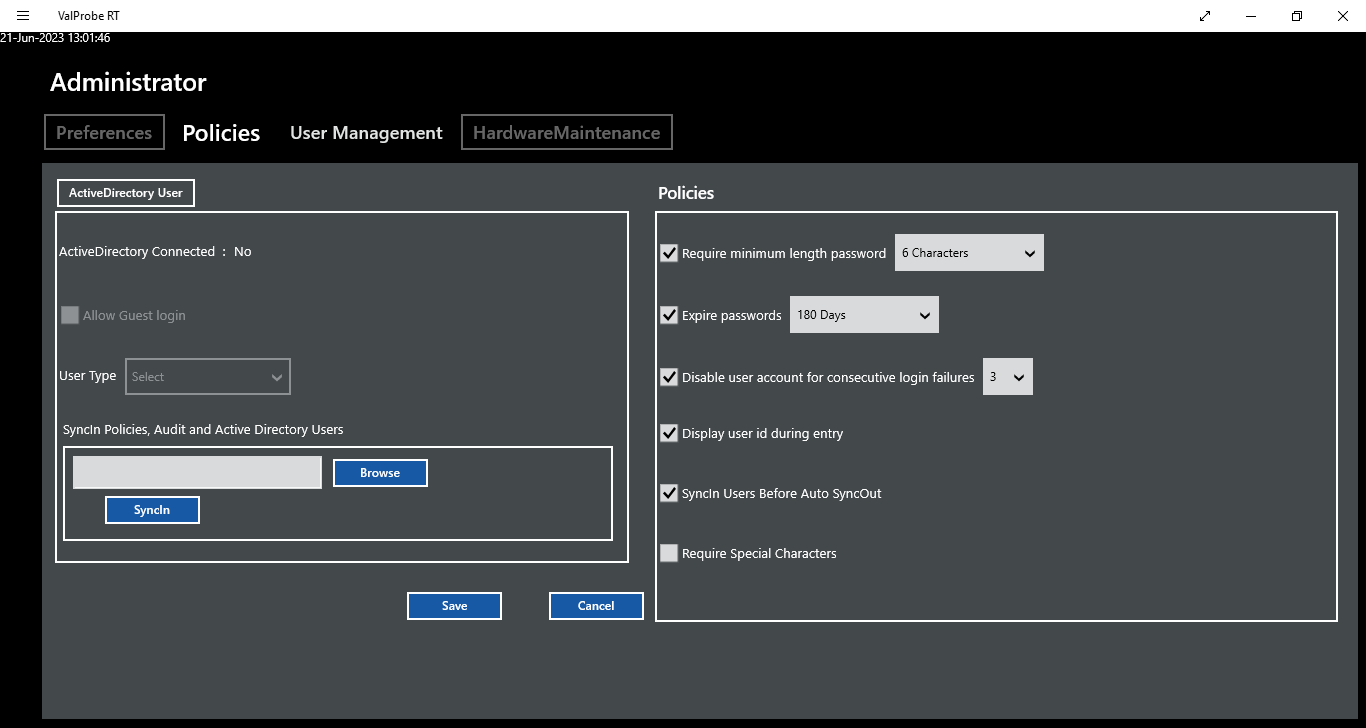 ValProbe RT
21-Jun-2023 13:01:46
Administrator
Preferences Policies User Management HardwareMaintenance
ActiveDirectory User
ActiveDirectory Connected : No
Allow Guest login
User Type Select
SyncIn Policies, Audit and Active Directory Users
Browse
SyncIn
Save Cancel
Policies
Require minimum length password 6 Characters
Expire passwords 180 Days
Disable user account for consecutive login failures 3
Display user id during entry
SyncIn Users Before Auto SyncOut
Require Special Characters